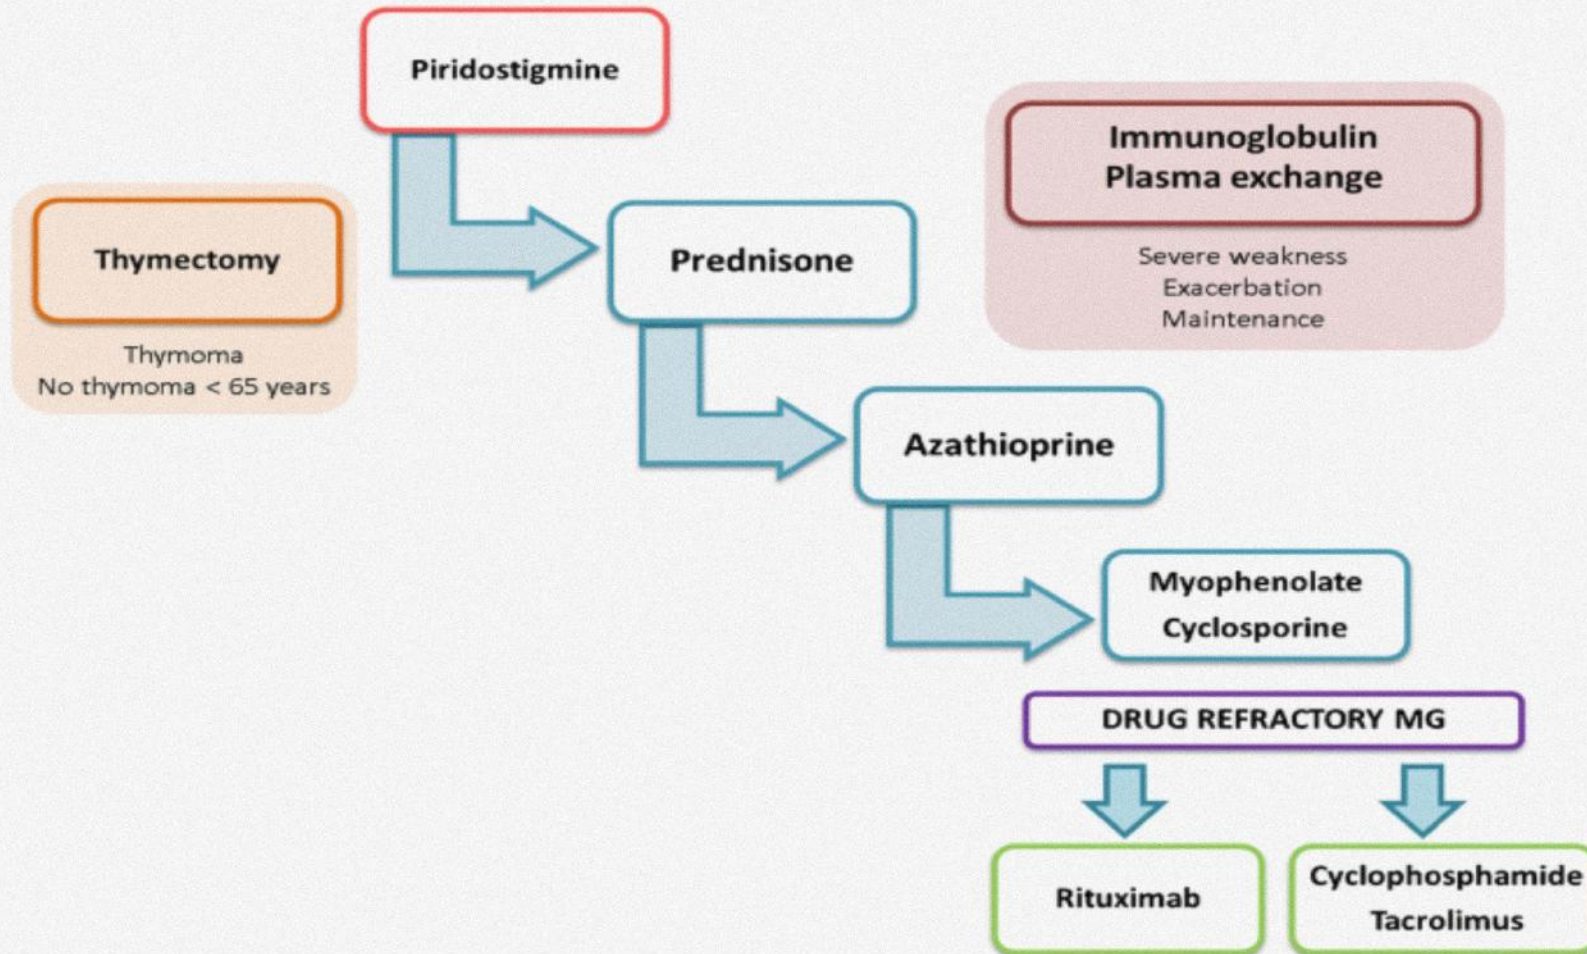 Piridostigmine
Immunoglobulin
Plasma exchange
Severe weakness
Exacerbation
Maintenance
Thymectomy
Thymoma
No thymoma < 65 years
Prednisone
Azathioprine
Myophenolate
Cyclosporine
DRUG REFRACTORY MG
Rituximab
Cyclophosphamide
Tacrolimus